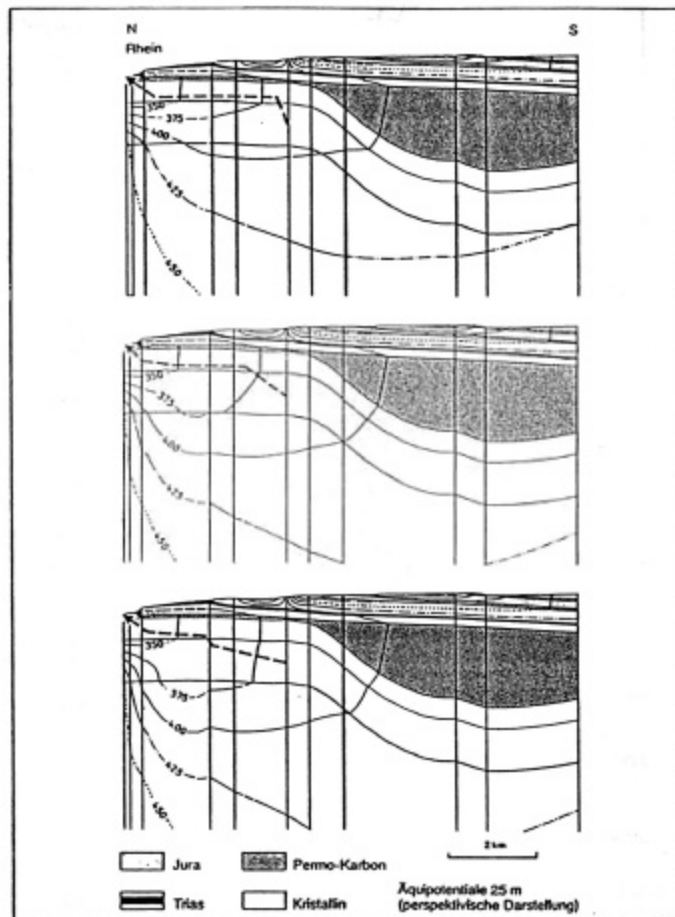 N S
Rhein
350
375
400
425
450
350
375
400
425
450
350
375
400
425
450
2 km
Jura Permo-Karbon
Trias Kristallin
Äquipotentiale 25 m
(perspektivische Darstellung)